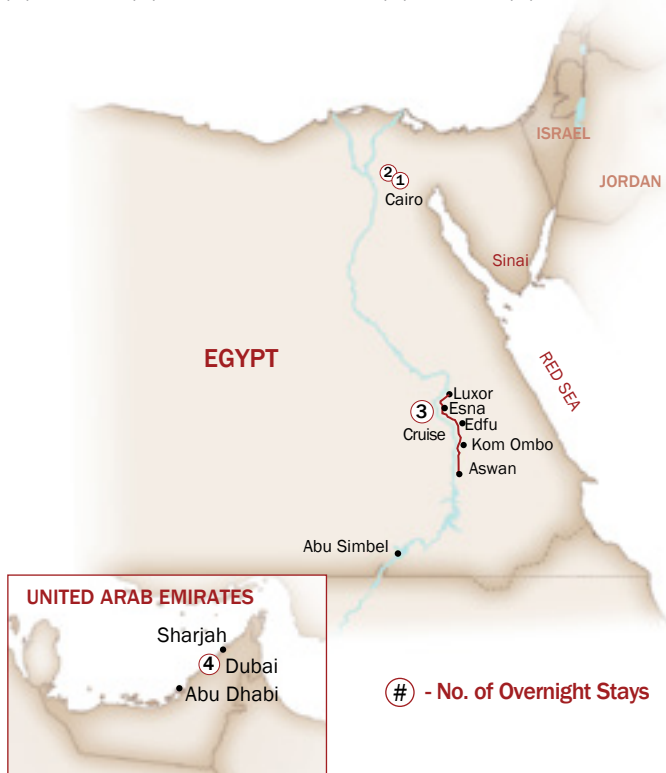 ISRAEL
JORDAN
2
1
Cairo
Sinai
EGYPT
RED SEA
Luxor
3
Esna
Edfu
Cruise
Kom Ombo
Aswan
Abu Simbel
UNITED ARAB EMIRATES
Sharjah
4 Dubai
Abu Dhabi
# - No. of Overnight Stays